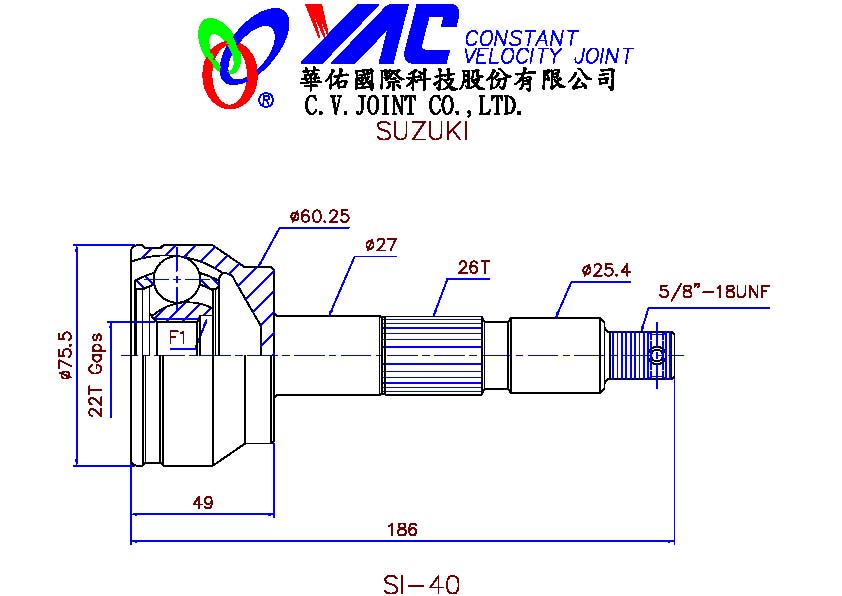 YAC CONSTANT
VELOCITY JOINT
®
華佑國際科技股份有限公司
C.V.JOINT CO.,LTD.
SUZUKI
ø60.25
ø27
26T
ø25.4
5/8"-18UNF
F1
ø75.5
22T Gaps
49
186
SI-40